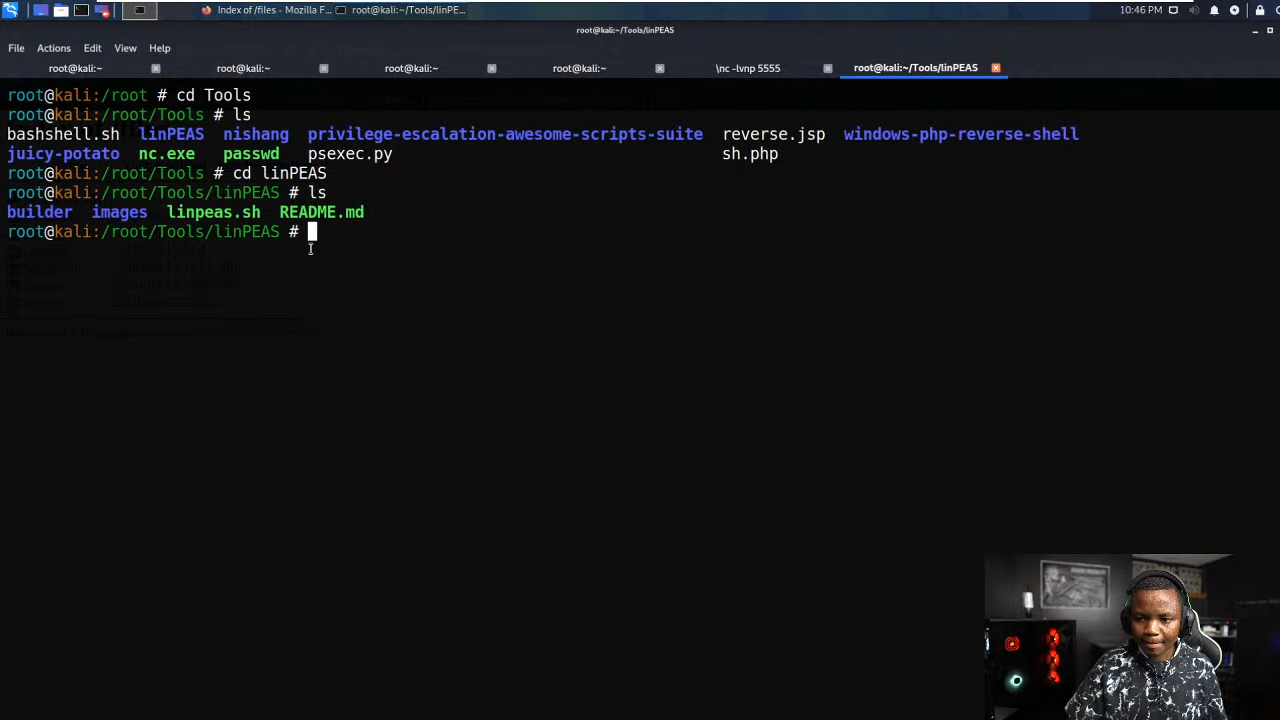 Index of /files - Mozilla F...
root@kali:~/Tools/linPE...
10:46 PM
root@kali:~/Tools/linPEAS
File Actions Edit View Help
root@kali:~ root@kali:~ root@kali:~ root@kali:~ \nc -lvnp 5555 root@kali:~/Tools/linPEAS
root@kali:/root # cd Tools
root@kali:/root/Tools # ls
bashshell.sh linPEAS nishang privilege-escalation-awesome-scripts-suite reverse.jsp windows-php-reverse-shell
juicy-potato nc.exe passwd psexec.py sh.php
root@kali:/root/Tools # cd linPEAS
root@kali:/root/Tools/linPEAS # ls
builder images linpeas.sh README.md
root@kali:/root/Tools/linPEAS #